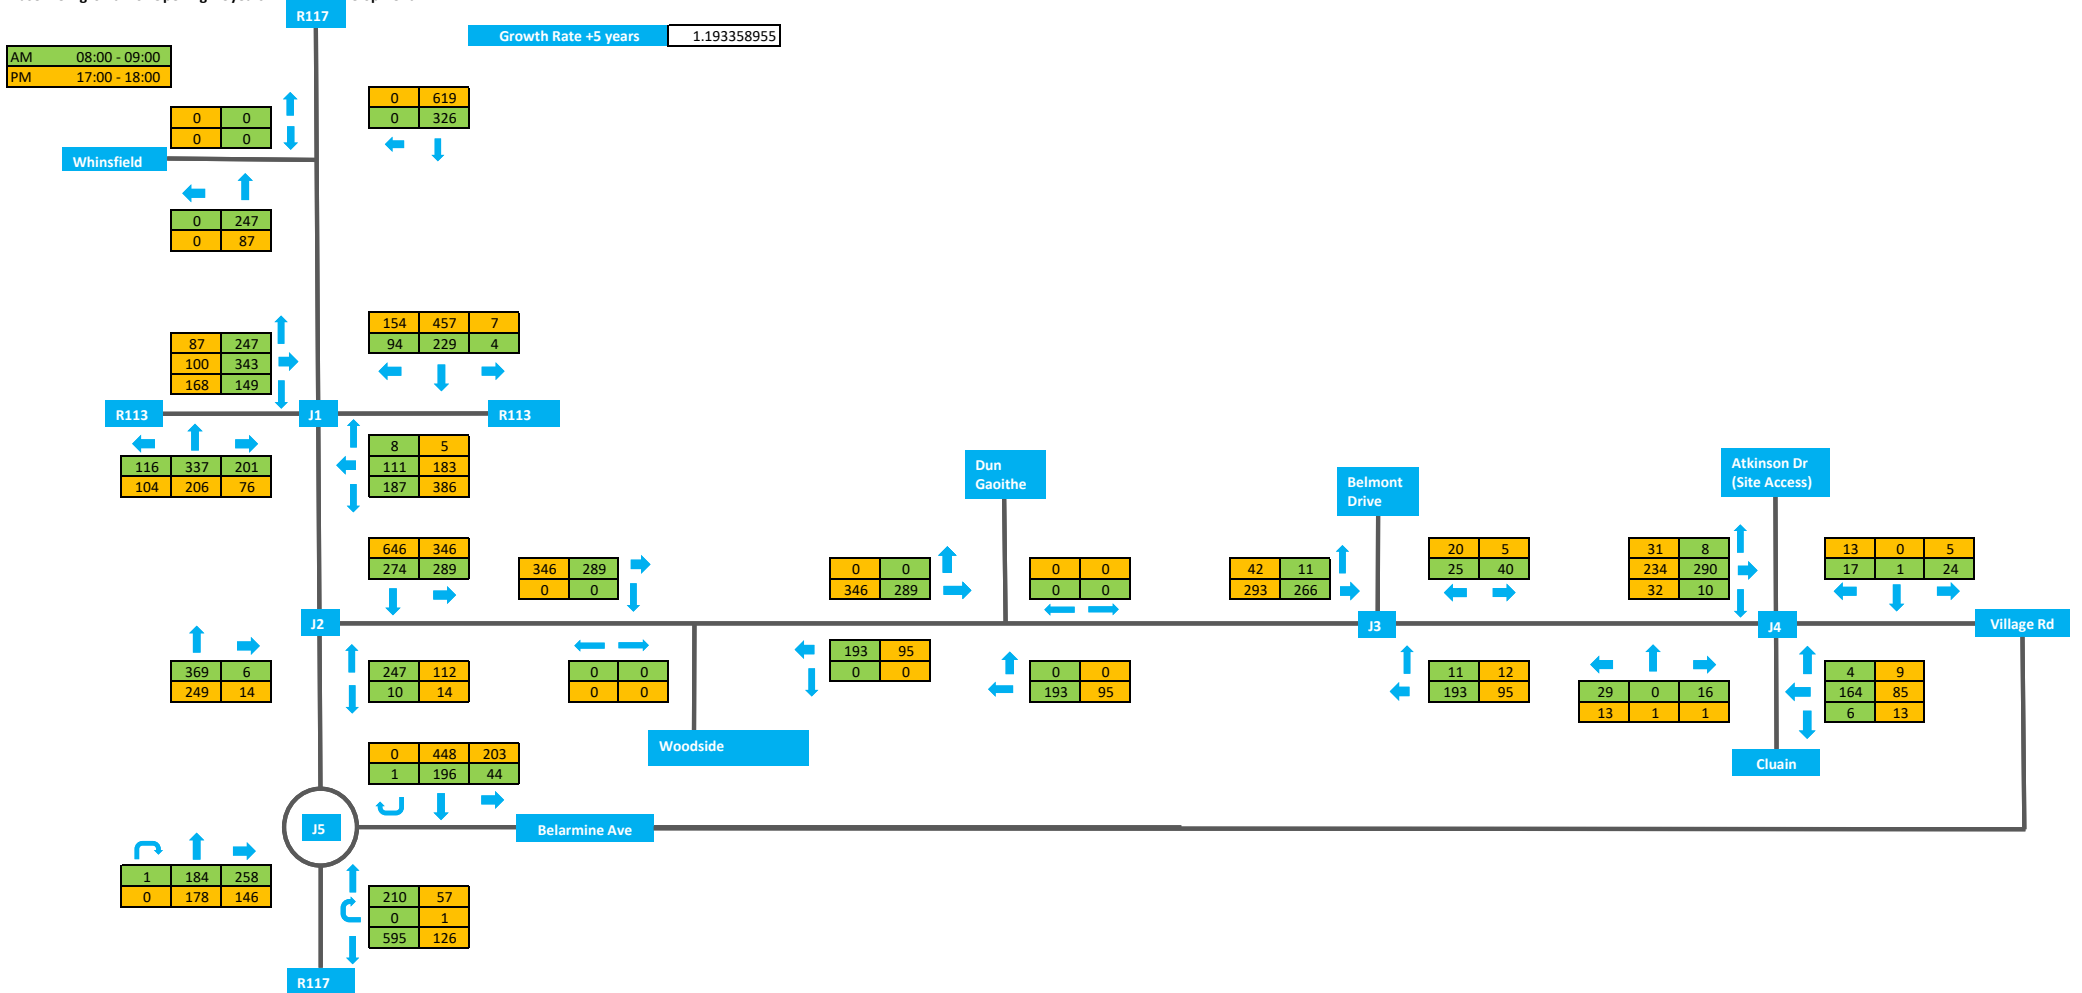 R117
Growth Rate +5 years 1.193358955
AM 08:00 - 09:00
PM 17:00 - 18:00
0 619
0 326
0 0
0 0
Whinsfield
0 247
0 87
154 457 7
94 229 4
87 247
100 343
168 149
R113 J1 R113
8 5
111 183
187 386
116 337 201
104 206 76
Dun
Gaoithe
Belmont
Drive
Atkinson Dr
(Site Access)
646 346
274 289
346 289
0 0
0 0
346 289
0 0
0 0
42 11
293 266
20 5
25 40
31 8
234 290
32 10
13 0 5
17 1 24
J2 J3 J4 Village Rd
369 6
249 14
247 112
10 14
0 0
0 0
193 95
0 0
0 0
193 95
11 12
193 95
29 0 16
13 1 1
4 9
164 85
6 13
Woodside
Cluain
0 448 203
1 196 44
J5 Belarmine Ave
1 184 258
0 178 146
210 57
0 1
595 126
R117